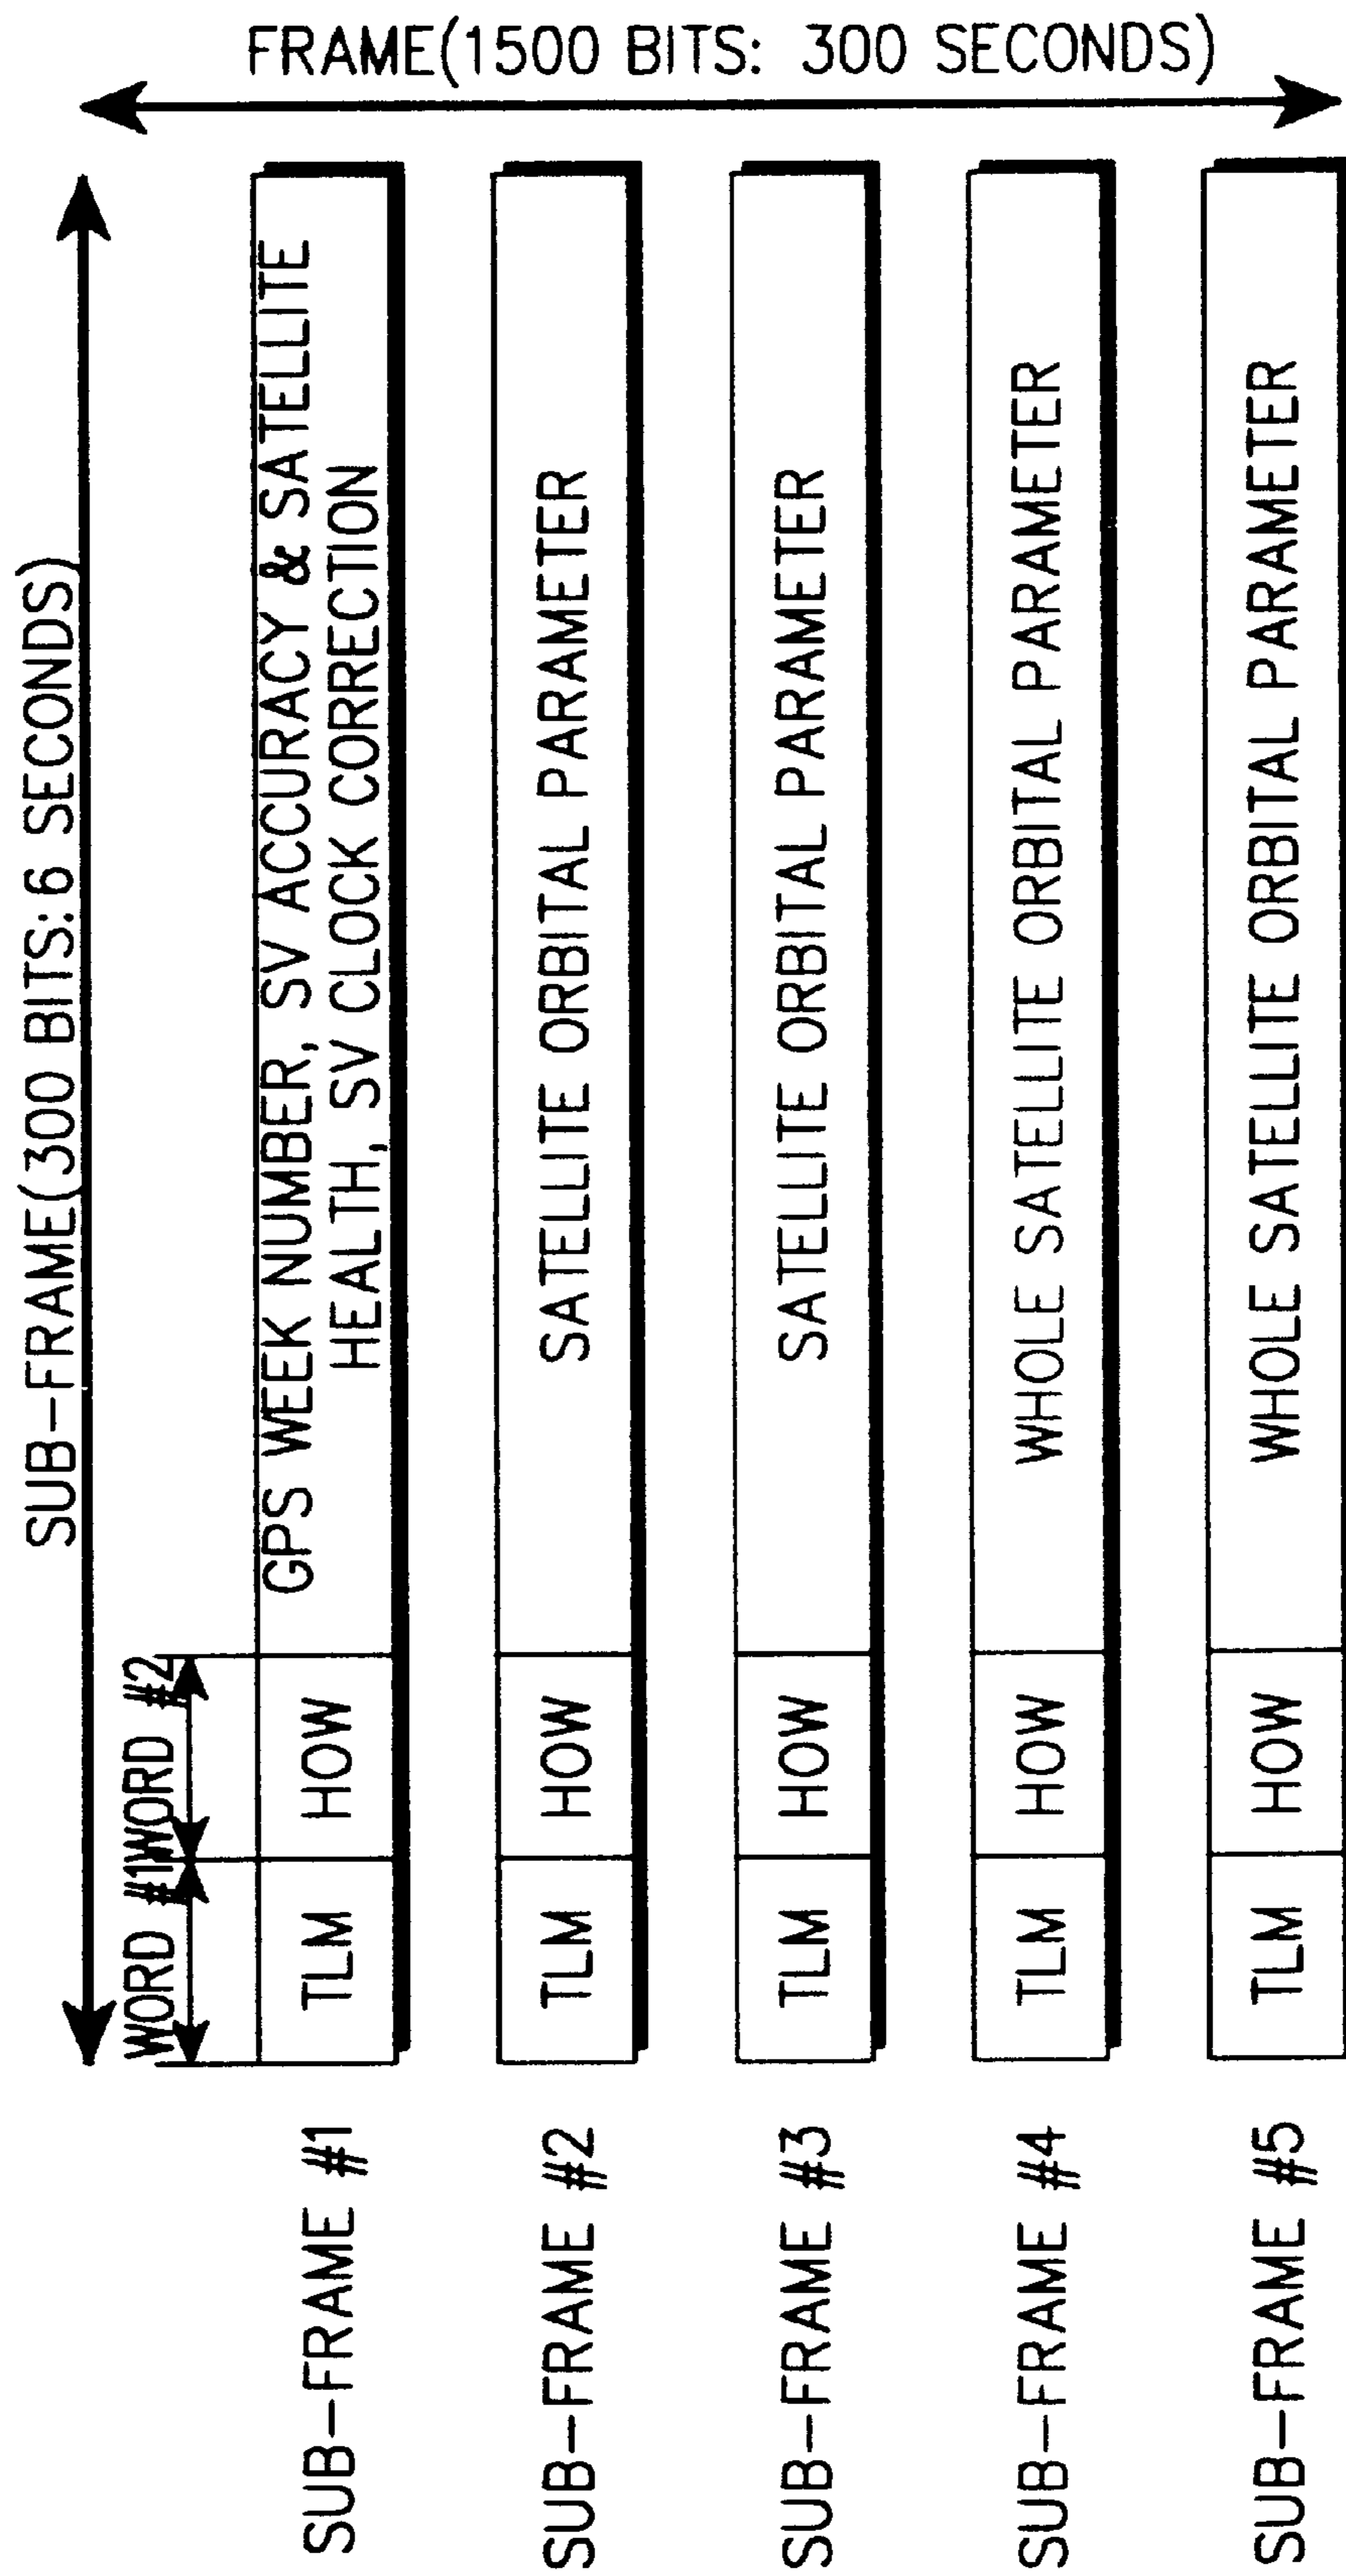 FRAME(1500 BITS: 300 SECONDS)
SUB-FRAME(300 BITS: 6 SECONDS)
WORD #1 WORD #2
SUB-FRAME #1
TLM
HOW
GPS WEEK NUMBER, SV ACCURACY & SATELLITE
HEALTH, SV CLOCK CORRECTION
SUB-FRAME #2
TLM
HOW
SATELLITE ORBITAL PARAMETER
SUB-FRAME #3
TLM
HOW
SATELLITE ORBITAL PARAMETER
SUB-FRAME #4
TLM
HOW
WHOLE SATELLITE ORBITAL PARAMETER
SUB-FRAME #5
TLM
HOW
WHOLE SATELLITE ORBITAL PARAMETER